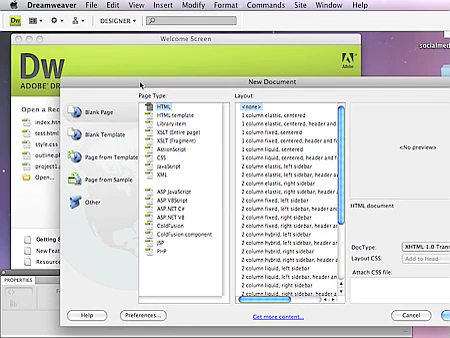 Dreamweaver File Edit View Insert Modify Format Commands Site Window Help
Dw DESIGNER
Welcome Screen
Dw
ADOBE
Adobe
New Document
Open a Rec
index.htm
test.html
style.css
outline.p
project1.
Open...
Getting
New Feat
Resource
PROPERTIES
Blank Page
Blank Template
Page from Template
Page from Sample
Other
Page Type:
HTML
HTML template
Library item
XSLT (Entire page)
XSLT (Fragment)
ActionScript
CSS
JavaScript
XML
ASP JavaScript
ASP VBScript
ASP.NET C#
ASP.NET VB
ColdFusion
ColdFusion component
JSP
PHP
Layout:
<none>
1 column elastic, centered
1 column elastic, centered, header an
1 column fixed, centered
1 column fixed, centered, header and f
1 column liquid, centered
1 column liquid, centered, header and
2 column elastic, left sidebar
2 column elastic, left sidebar, header a
2 column elastic, right sidebar
2 column elastic, right sidebar, header
2 column fixed, left sidebar
2 column fixed, left sidebar, header an
2 column fixed, right sidebar
2 column fixed, right sidebar, header a
2 column hybrid, left sidebar
2 column hybrid, left sidebar, header a
2 column hybrid, right sidebar
2 column hybrid, right sidebar, header
2 column liquid, left sidebar
2 column liquid, left sidebar, header a
2 column liquid, right sidebar
<No preview>
HTML document
DocType: XHTML 1.0 Trans
Layout CSS: Add to Head
Attach CSS file:
Help
Preferences...
Get more content...
Cancel
socialmed